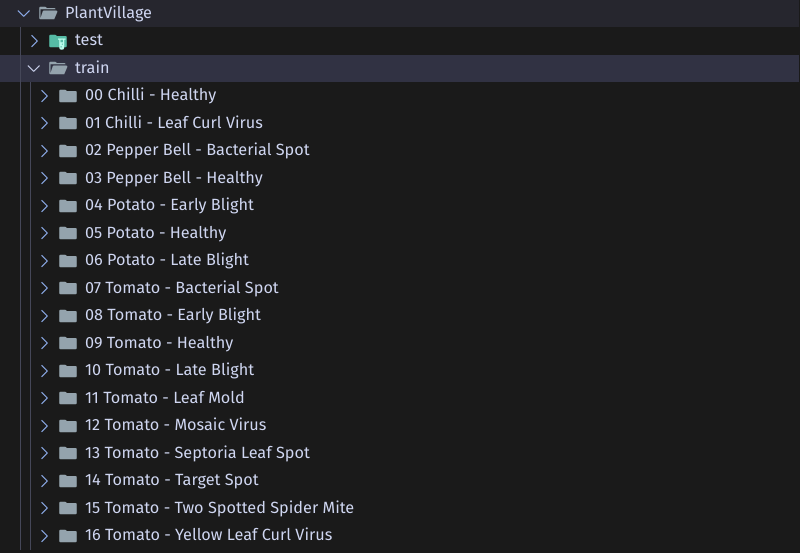 PlantVillage
test
train
00 Chilli - Healthy
01 Chilli - Leaf Curl Virus
02 Pepper Bell - Bacterial Spot
03 Pepper Bell - Healthy
04 Potato - Early Blight
05 Potato - Healthy
06 Potato - Late Blight
07 Tomato - Bacterial Spot
08 Tomato - Early Blight
09 Tomato - Healthy
10 Tomato - Late Blight
11 Tomato - Leaf Mold
12 Tomato - Mosaic Virus
13 Tomato - Septoria Leaf Spot
14 Tomato - Target Spot
15 Tomato - Two Spotted Spider Mite
16 Tomato - Yellow Leaf Curl Virus